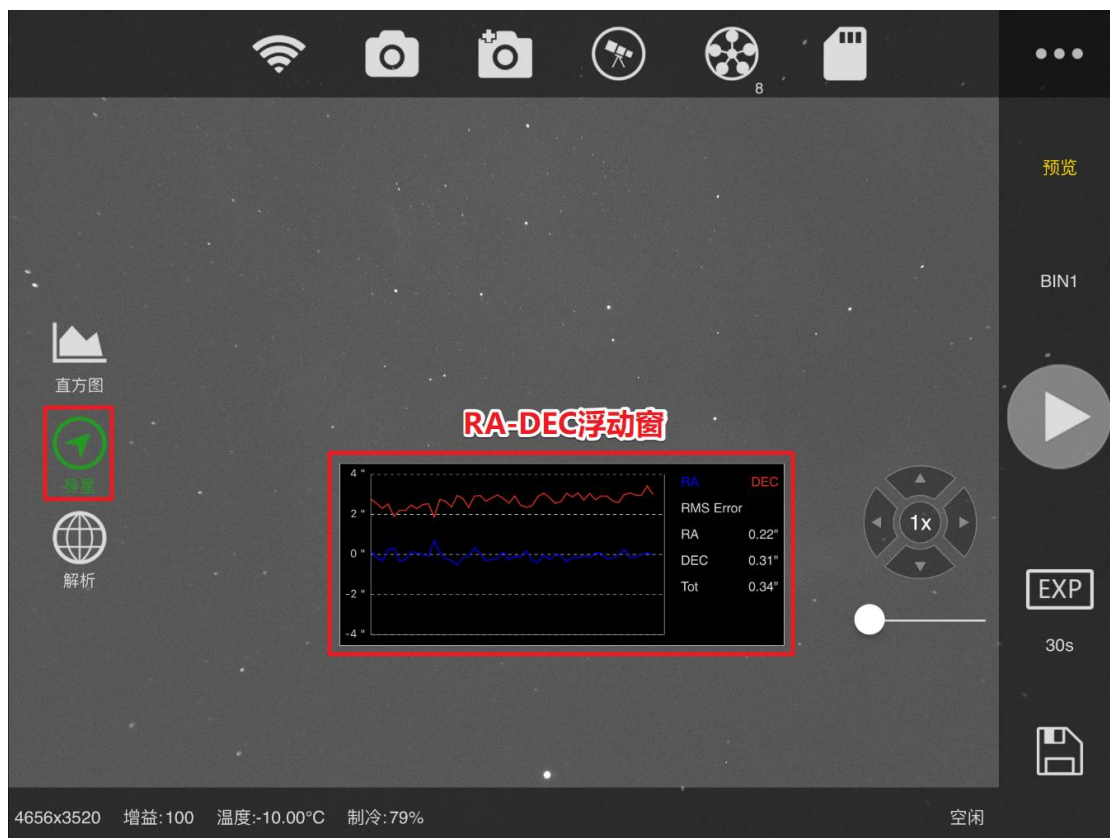 8
预览
BIN1
直方图
导星
解析
RA-DEC浮动窗
4 "
2 "
0 "
-2 "
-4 "
RA DEC
RMS Error
RA 0.22"
DEC 0.31"
Tot 0.34"
1x
EXP
30s
4656x3520 增益:100 温度:-10.00°C 制冷:79% 空闲